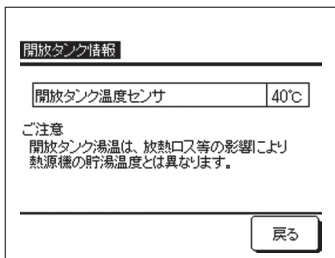 開放タンク情報
開放タンク温度センサ 40℃
ご注意
開放タンク湯温は、放熱ロス等の影響により
熱源機の貯湯温度とは異なります。
戻る